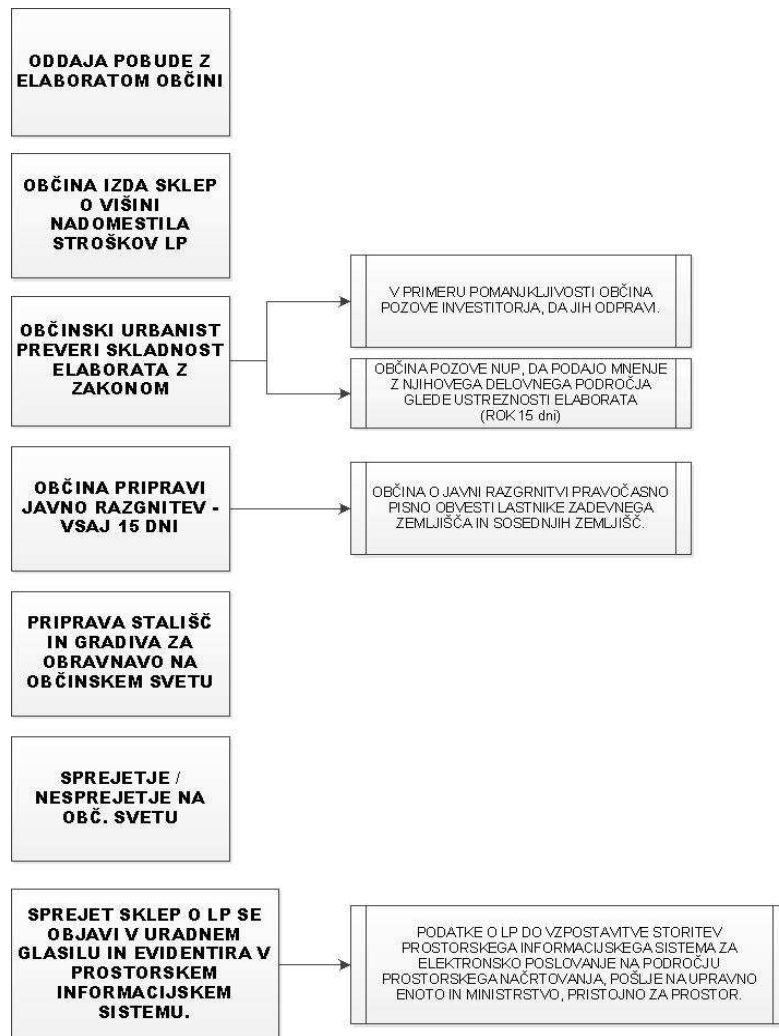 ODDAJA POBUDE Z
ELABORATOM OBČINI
OBČINA IZDA SKLEP
O VIŠINI
NADOMESTILA
STROŠKOV LP
OBČINSKI URBANIST
PREVERI SKLADNOST
ELABORATA Z
ZAKONOM
V PRIMERU POMANJKLJIVOSTI OBČINA
POZOVE INVESTITORJA, DA JIH ODPRAVI.
OBČINA POZOVE NUP, DA PODAJO MNENJE
Z NJIHOVEGA DELOVNEGA PODROČJA
GLEDE USTREZNOSTI ELABORATA
(ROK 15 dni)
OBČINA PRIPRAVI
JAVNO RAZGNITEV -
VSAJ 15 DNI
OBČINA O JAVNI RAZGRNITVI PRAVOČASNO
PISNO OBVESTI LASTNIKE ZADEVNEGA
ZEMLJIŠČA IN SOSEDNJIH ZEMLJIŠČ.
PRIPRAVA STALIŠČ
IN GRADIVA ZA
OBRAVNAVO NA
OBČINSKEM SVETU
SPREJETJE /
NESPREJETJE NA
OBČ. SVETU
SPREJET SKLEP O LP SE
OBJAVI V URADNEM
GLASILU IN EVIDENTIRA V
PROSTORSKEM
INFORMACIJSKEM
SISTEMU.
PODATKE O LP DO VZPOSTAVITVE STORITEV
PROSTORSKEGA INFORMACIJSKEGA SISTEMA ZA
ELEKTRONSKO POSLOVANJE NA PODROČJU
PROSTORSKEGA NAČRTOVANJA, POŠLJE NA UPRAVNO
ENOTO IN MINISTRSTVO, PRISTOJNO ZA PROSTOR.